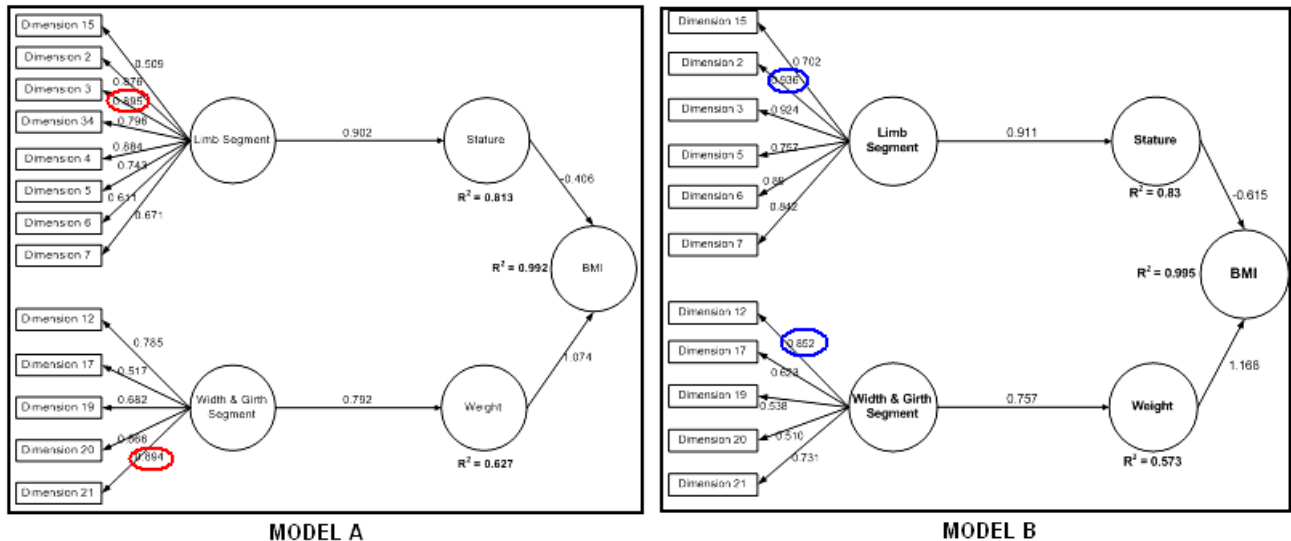 Dimension 15
Dimension 2
Dimension 3
Dimension 34
Dimension 4
Dimension 5
Dimension 6
Dimension 7
0.509
0.876
0.895
0.798
0.884
0.743
0.611
0.671
Limb Segment
0.902
Stature
R² = 0.813
-0.406
R² = 0.992
BMI
Dimension 12
Dimension 17
Dimension 19
Dimension 20
Dimension 21
0.785
0.517
0.682
0.568
0.894
Width & Girth
Segment
0.792
Weight
R² = 0.627
1.074
MODEL A
Dimension 15
Dimension 2
Dimension 3
Dimension 5
Dimension 6
Dimension 7
0.702
0.936
0.924
0.757
0.842
Limb
Segment
0.911
Stature
R² = 0.83
-0.615
R² = 0.995
BMI
Dimension 12
Dimension 17
Dimension 19
Dimension 20
Dimension 21
0.852
0.623
0.538
0.510
0.731
Width & Girth
Segment
0.757
Weight
R² = 0.573
1.168
MODEL B